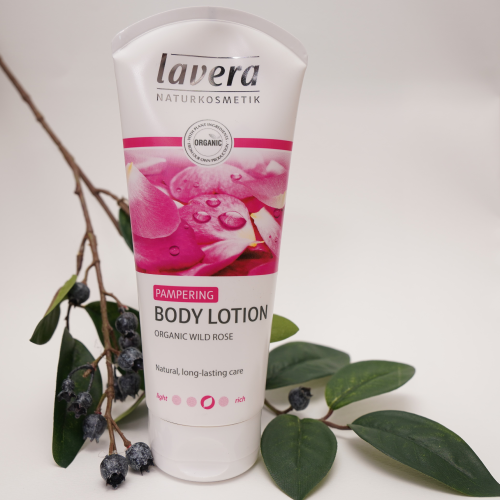 lavera
NATURKOSMETIK
ORGANIC
PAMPERING
BODY LOTION
ORGANIC WILD ROSE
Natural, long-lasting care
light rich